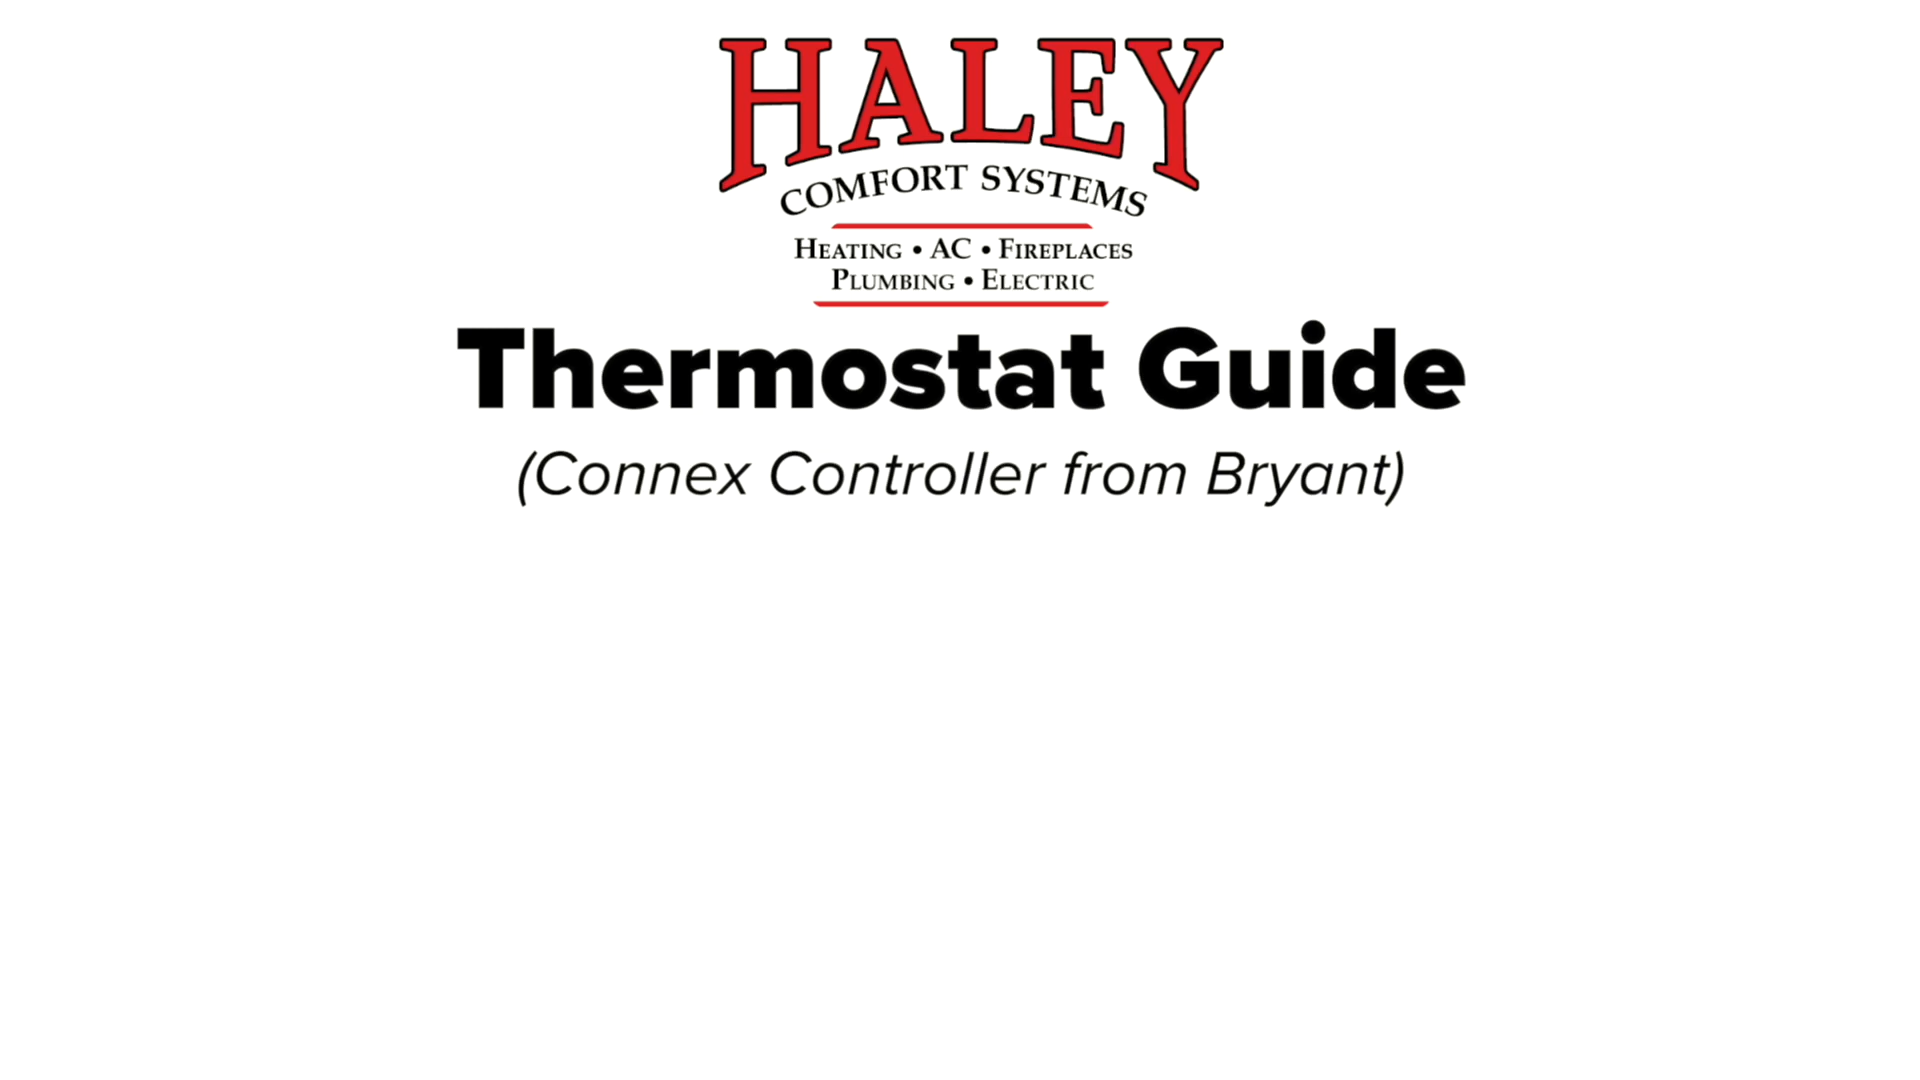 HALEY
COMFORT SYSTEMS
HEATING • AC • FIREPLACES
PLUMBING • ELECTRIC
Thermostat Guide
(Connex Controller from Bryant)